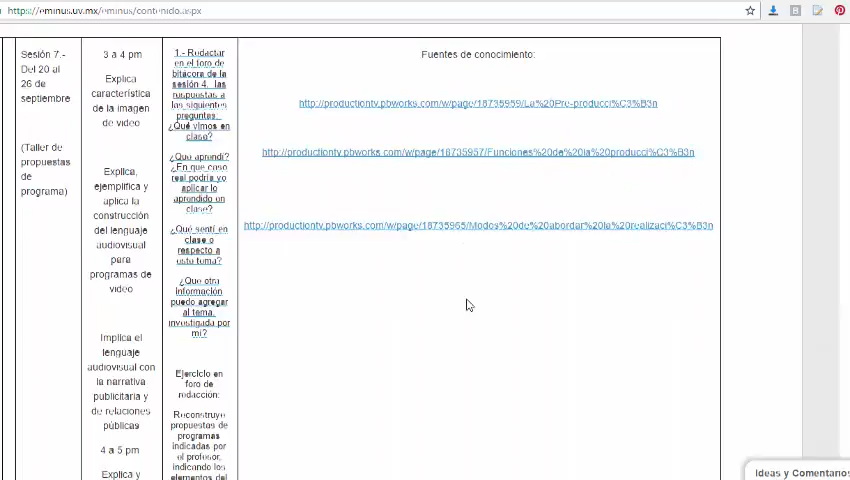 https://eminus.uv.mx/eminus/contenido.aspx
Sesión 7.-
Del 20 al
26 de
septiembre
(Taller de
propuestas
de
programa)
3 a 4 pm
Explica
característica
de la imagen
de video
Explica,
ejemplifica y
aplica la
construcción
del lenguaje
audiovisual
para
programas de
video
Implica el
lenguaje
audiovisual con
la narrativa
publicitaria y
de relaciones
públicas
4 a 5 pm
Explica y
1.- Redactar
en el foro de
bitácora de la
sesión 4, las
respuestas a
las siguientes
preguntas:
¿Qué vimos en
clase?
¿Que aprendí?
¿En que caso
real podría yo
aplicar lo
aprendido en
clase?
¿Qué sentí en
clase o
respecto a
este tema?
¿Que otra
información
puedo agregar
al tema,
investigada por
mi?
Ejercicio en
foro de
redacción:
Reconstruye
propuestas de
programas
indicadas por
el profesor,
indicando los
elementos del
Fuentes de conocimiento:
http://productiontv.pbworks.com/w/page/18735959/La%20Pre-producci%C3%B3n
http://productiontv.pbworks.com/w/page/18735957/Funciones%20de%20la%20producci%C3%B3n
http://productiontv.pbworks.com/w/page/18735965/Modos%20de%20abordar%20la%20realizaci%C3%B3n
Ideas y Comentarios